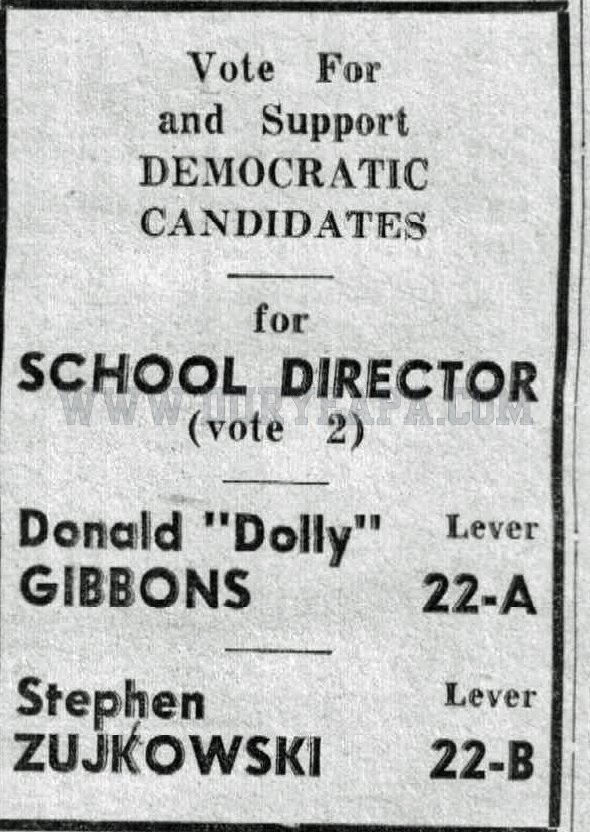 Vote For
and Support
DEMOCRATIC
CANDIDATES
for
SCHOOL DIRECTOR
WWW.DURYEAPA.COM
(vote 2)
Donald "Dolly" Lever
GIBBONS 22-A
Stephen Lever
ZUJKOWSKI 22-B